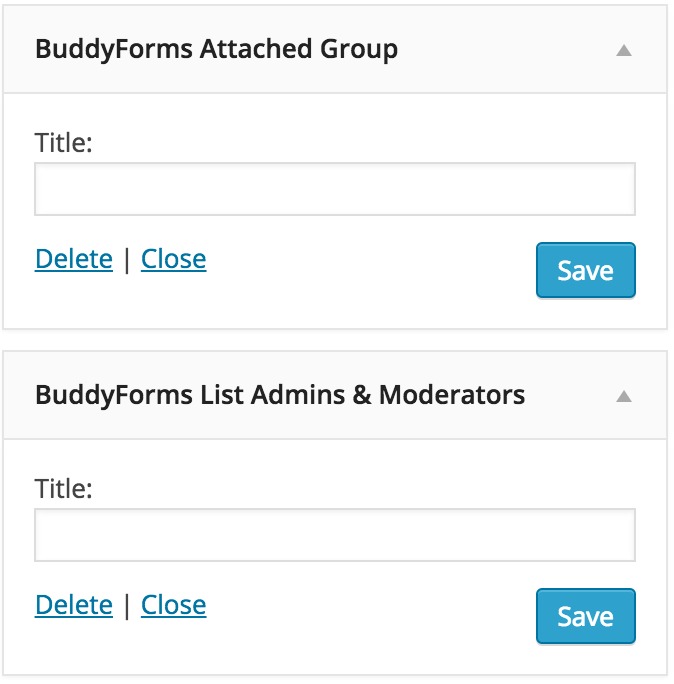 BuddyForms Attached Group
Title:
Delete | Close
Save
BuddyForms List Admins & Moderators
Title:
Delete | Close
Save